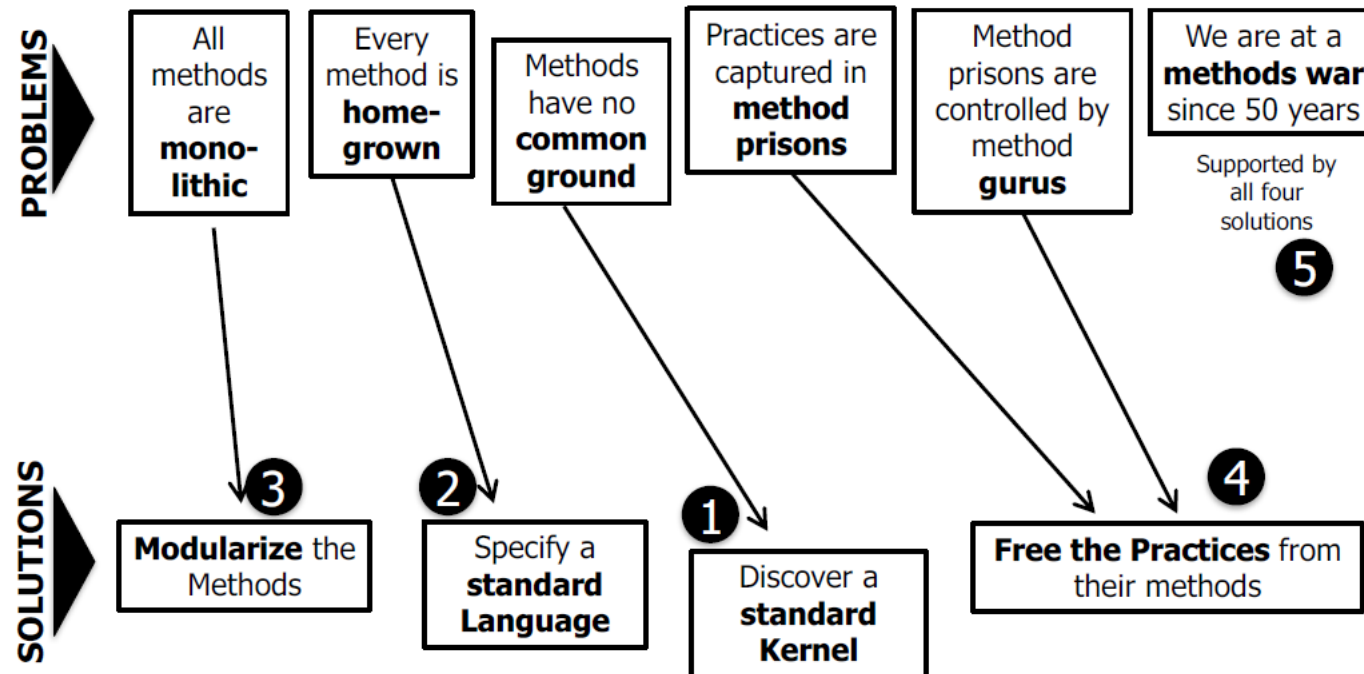 PROBLEMS
All
methods
are
mono-
lithic
Every
method is
home-
grown
Methods
have no
common
ground
Practices are
captured in
method
prisons
Method
prisons are
controlled by
method
gurus
We are at a
methods war
since 50 years
Supported by
all four
solutions
5
SOLUTIONS
3
Modularize the
Methods
2
Specify a
standard
Language
1
Discover a
standard
Kernel
4
Free the Practices from
their methods